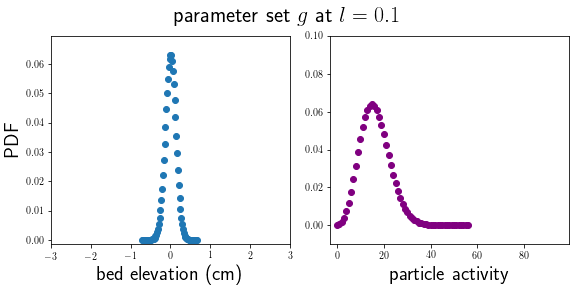 parameter set g at l = 0.1
PDF
0.06
0.05
0.04
0.03
0.02
0.01
0.00
−3 −2 −1 0 1 2 3
bed elevation (cm)
0.10
0.08
0.06
0.04
0.02
0.00
0 20 40 60 80
particle activity